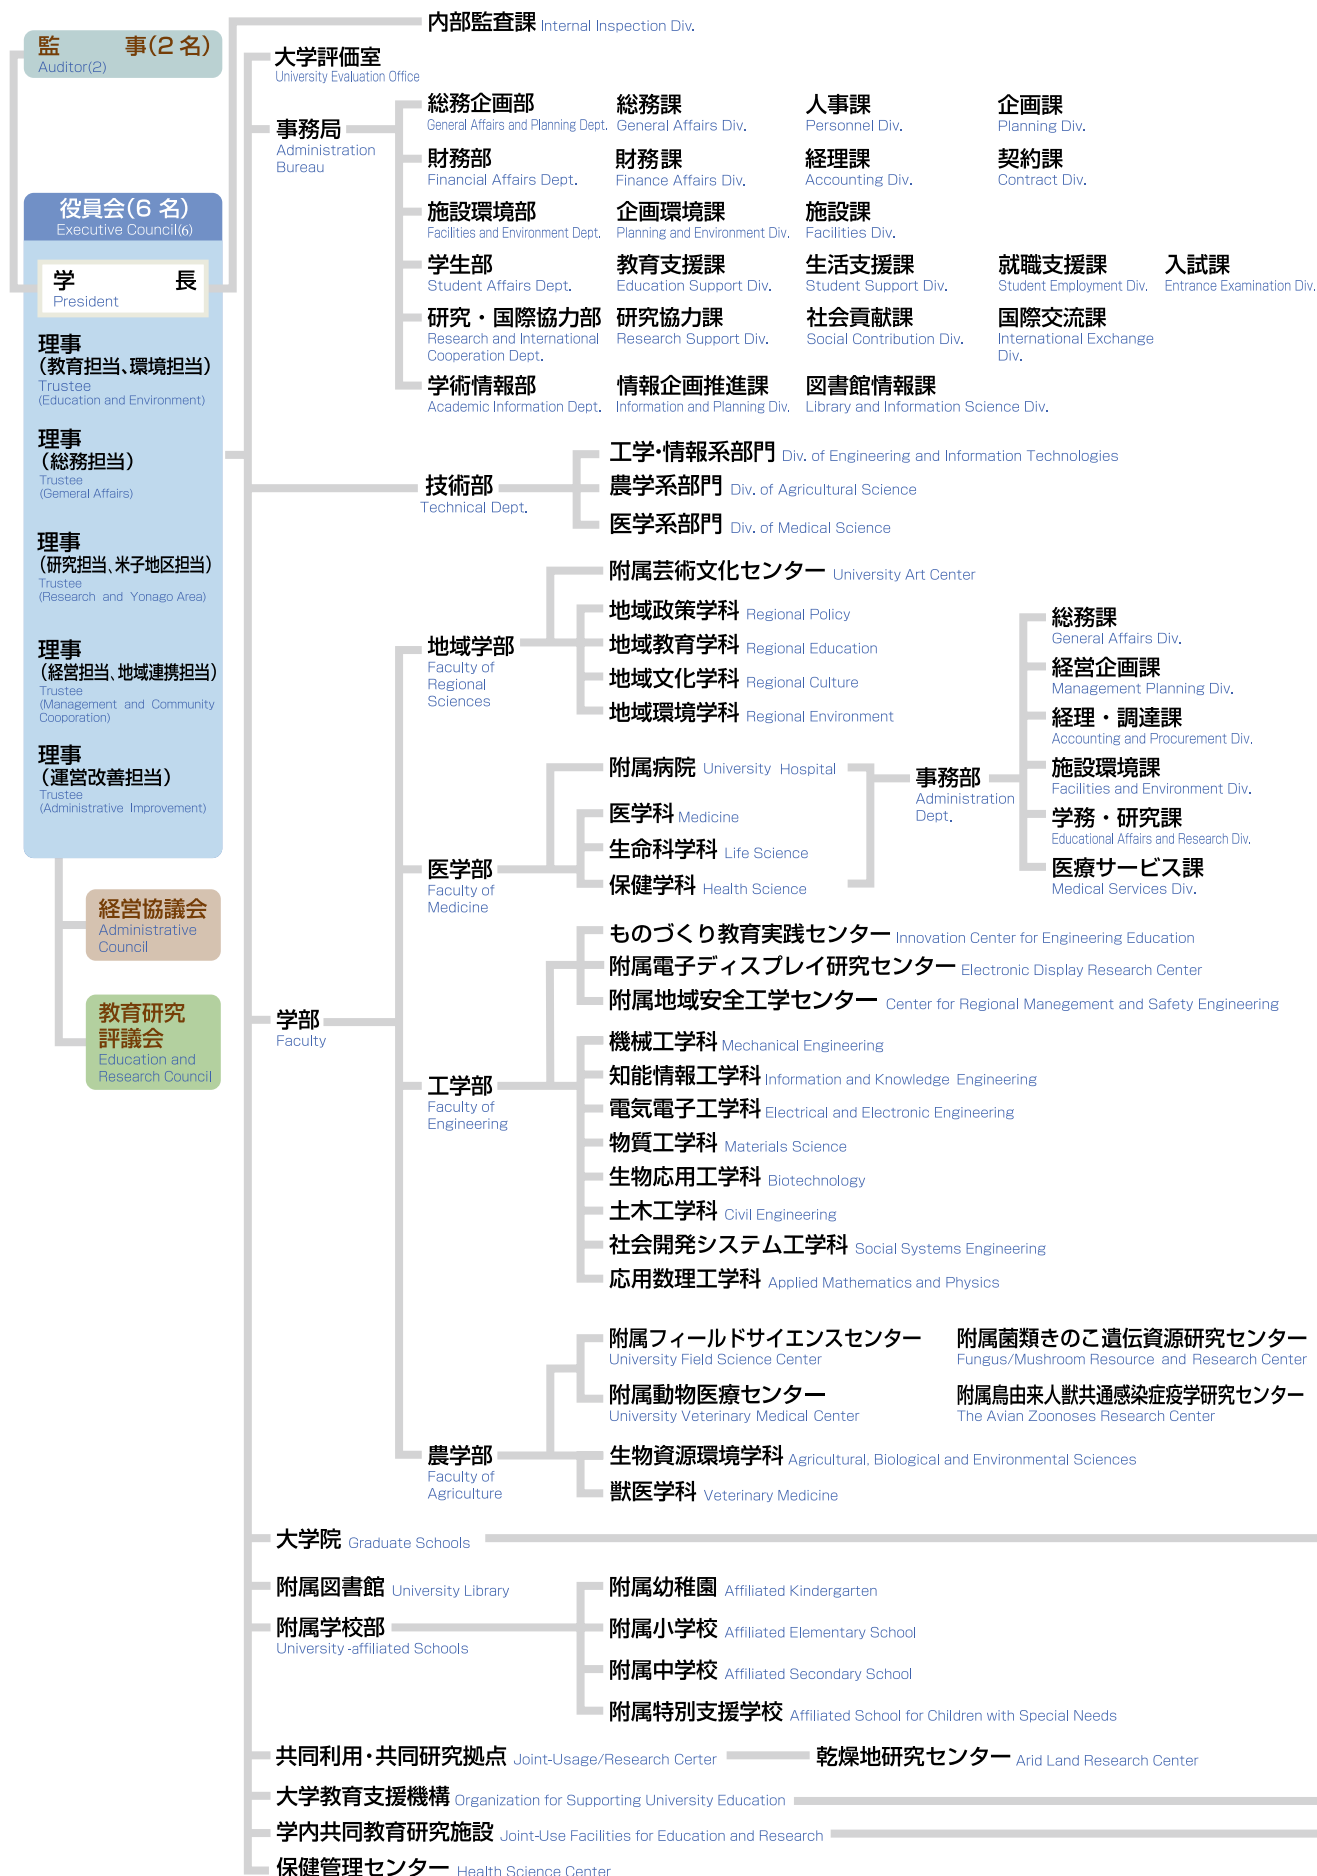 監　　事(2 名)
Auditor(2)
役員会(6 名)
Executive Council(6)
学　　長
President
理事
(教育担当、環境担当)
Trustee
(Education and Environment)
理事
(総務担当)
Trustee
(Gemeral Affairs)
理事
(研究担当、米子地区担当)
Trustee
(Research and Yonago Area)
理事
(経営担当、地域連携担当)
Trustee
(Management and Community
Cooporation)
理事
(運営改善担当)
Trustee
(Administrative Improvement)
経営協議会
Administrative
Council
教育研究
評議会
Education and
Research Council
内部監査課 Internal Inspection Div.
大学評価室
University Evaluation Office
事務局
Administration
Bureau
総務企画部 総務課 人事課 企画課
General Affairs and Planning Dept. General Affairs Div. Personnel Div. Planning Div.
財務部 財務課 経理課 契約課
Financial Affairs Dept. Finance Affairs Div. Accounting Div. Contract Div.
施設環境部 企画環境課 施設課
Facilities and Environment Dept. Planning and Environment Div. Facilities Div.
学生部 教育支援課 生活支援課 就職支援課 入試課
Student Affairs Dept. Education Support Div. Student Support Div. Student Employment Div. Entrance Examination Div.
研究・国際協力部 研究協力課 社会貢献課 国際交流課
Research and International Research Support Div. Social Contribution Div. International Exchange
Cooperation Dept. Div.
学術情報部 情報企画推進課 図書館情報課
Academic Information Dept. Information and Planning Div. Library and Information Science Div.
技術部
Technical Dept.
工学・情報系部門 Div. of Engineering and Information Technologies
農学系部門 Div. of Agricultural Science
医学系部門 Div. of Medical Science
学部
Faculty
地域学部
Faculty of
Regional
Sciences
附属芸術文化センター University Art Center
地域政策学科 Regional Policy
地域教育学科 Regional Education
地域文化学科 Regional Culture
地域環境学科 Regional Environment
医学部
Faculty of
Medicine
附属病院 University Hospital
医学科 Medicine
生命科学科 Life Science
保健学科 Health Science
事務部
Administration
Dept.
総務課
General Affairs Div.
経営企画課
Management Planning Div.
経理・調達課
Accounting and Procurement Div.
施設環境課
Facilities and Environment Div.
学務・研究課
Educational Affairs and Research Div.
医療サービス課
Medical Services Div.
工学部
Faculty of
Engineering
ものづくり教育実践センター Innovation Center for Engineering Education
附属電子ディスプレイ研究センター Electronic Display Research Center
附属地域安全工学センター Center for Regional Manegement and Safety Engineering
機械工学科 Mechanical Engineering
知能情報工学科 Information and Knowledge Engineering
電気電子工学科 Electrical and Electronic Engineering
物質工学科 Materials Science
生物応用工学科 Biotechnology
土木工学科 Civil Engineering
社会開発システム工学科 Social Systems Engineering
応用数理工学科 Applied Mathematics and Physics
農学部
Faculty of
Agriculture
附属フィールドサイエンスセンター 附属菌類きのこ遺伝資源研究センター
University Field Science Center Fungus/Mushroom Resource and Research Center
附属動物医療センター 附属鳥由来人獣共通感染症疫学研究センター
University Veterinary Medical Center The Avian Zoonoses Research Center
生物資源環境学科 Agricultural, Biological and Environmental Sciences
獣医学科 Veterinary Medicine
大学院 Graduate Schools
附属図書館 University Library
附属学校部
University-affiliated Schools
附属幼稚園 Affiliated Kindergarten
附属小学校 Affiliated Elementary School
附属中学校 Affiliated Secondary School
附属特別支援学校 Affiliated School for Children with Special Needs
共同利用・共同研究拠点 Joint-Usage/Research Certer 乾燥地研究センター Arid Land Research Center
大学教育支援機構 Organization for Supporting University Education
学内共同教育研究施設 Joint-Use Facilities for Education and Research
保健管理センター Health Science Center